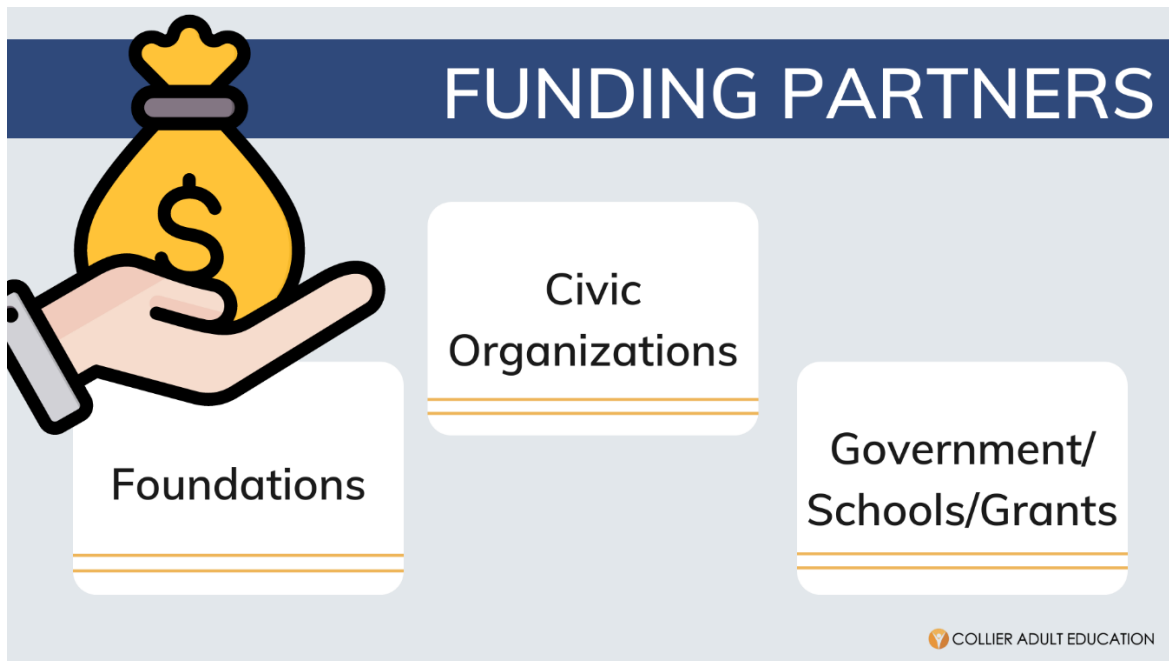 FUNDING PARTNERS
$
Civic
Organizations
Foundations
Government/
Schools/Grants
COLLIER ADULT EDUCATION